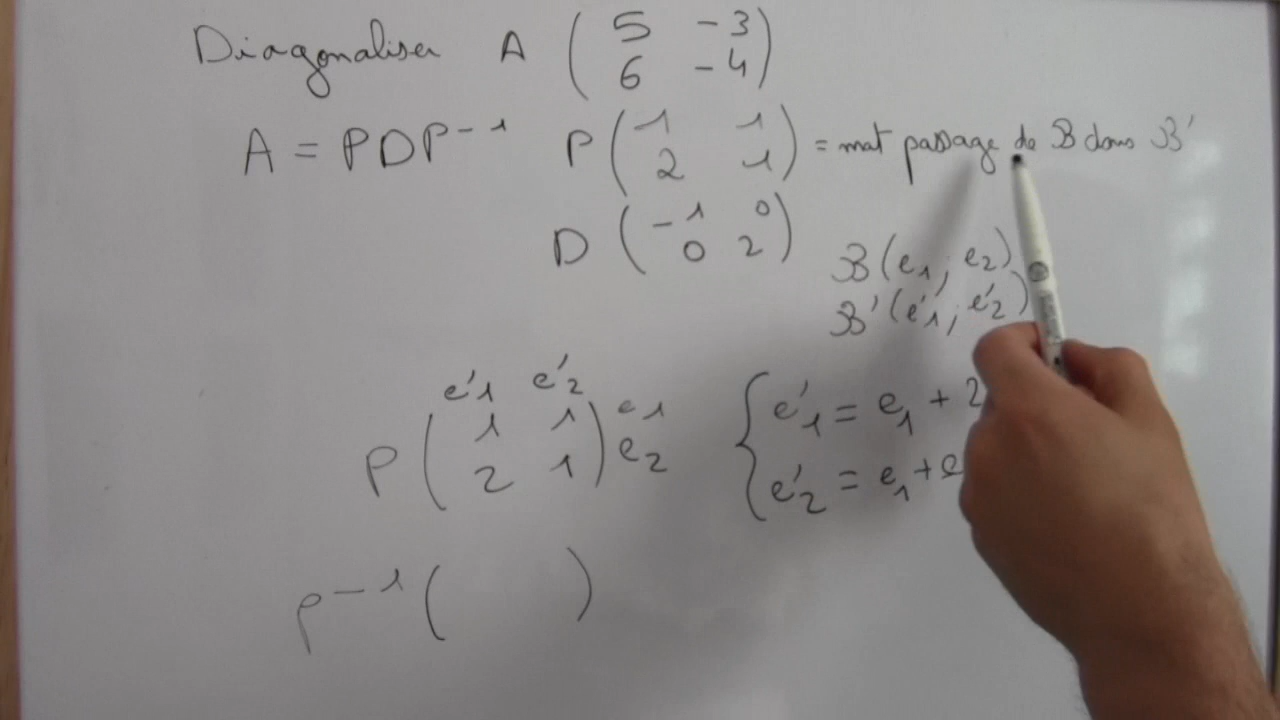 Diagonaliser A ( 5 -3
6 -4 )
A = PDP⁻¹ P ( 1 1
2 1 ) = mat passage de B dans B'
D ( -1 0
0 2 )
B (e₁ ; e₂)
B' (e'₁ ; e'₂)
e'1 e'2
P ( 1 1 ) e1
2 1 e2
{ e'₁ = e₁ + 2
e'₂ = e₁ + e
P⁻¹ ( )